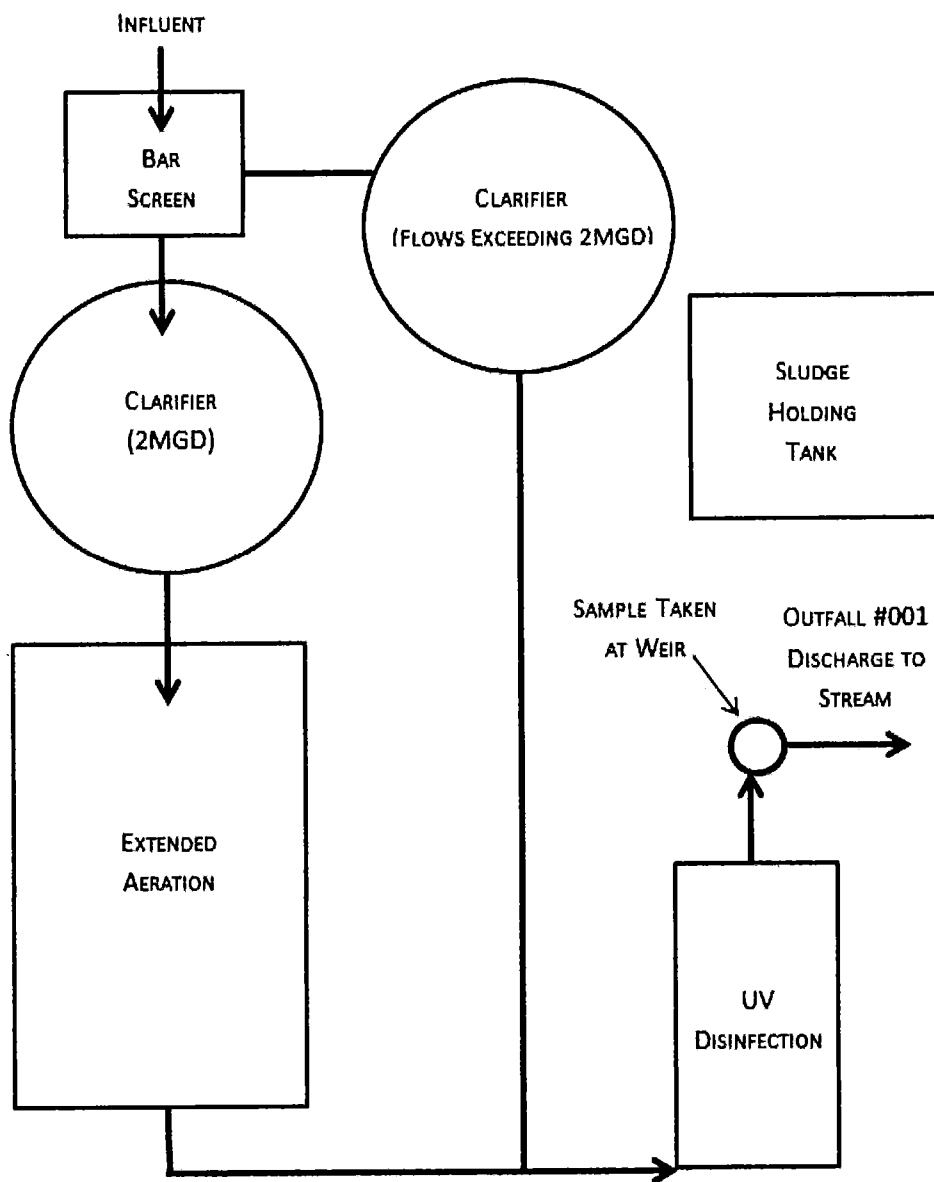 INFLUENT
BAR
SCREEN
CLARIFIER
(FLOWS EXCEEDING 2MGD)
CLARIFIER
(2MGD)
SLUDGE
HOLDING
TANK
SAMPLE TAKEN
AT WEIR
OUTFALL #001
DISCHARGE TO
STREAM
EXTENDED
AERATION
UV
DISINFECTION